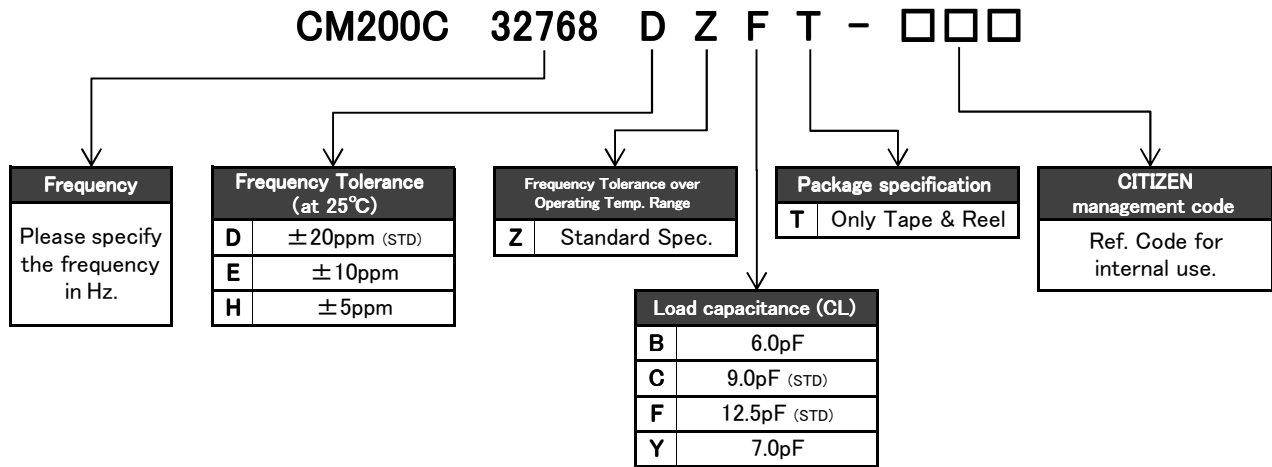 CM200C 32768 D Z F T - □□□
Frequency
Please specify
the frequency
in Hz.
Frequency Tolerance
(at 25℃)
D ±20ppm (STD)
E ±10ppm
H ±5ppm
Frequency Tolerance over
Operating Temp. Range
Z Standard Spec.
Package specification
T Only Tape & Reel
CITIZEN
management code
Ref. Code for
internal use.
Load capacitance (CL)
B 6.0pF
C 9.0pF (STD)
F 12.5pF (STD)
Y 7.0pF